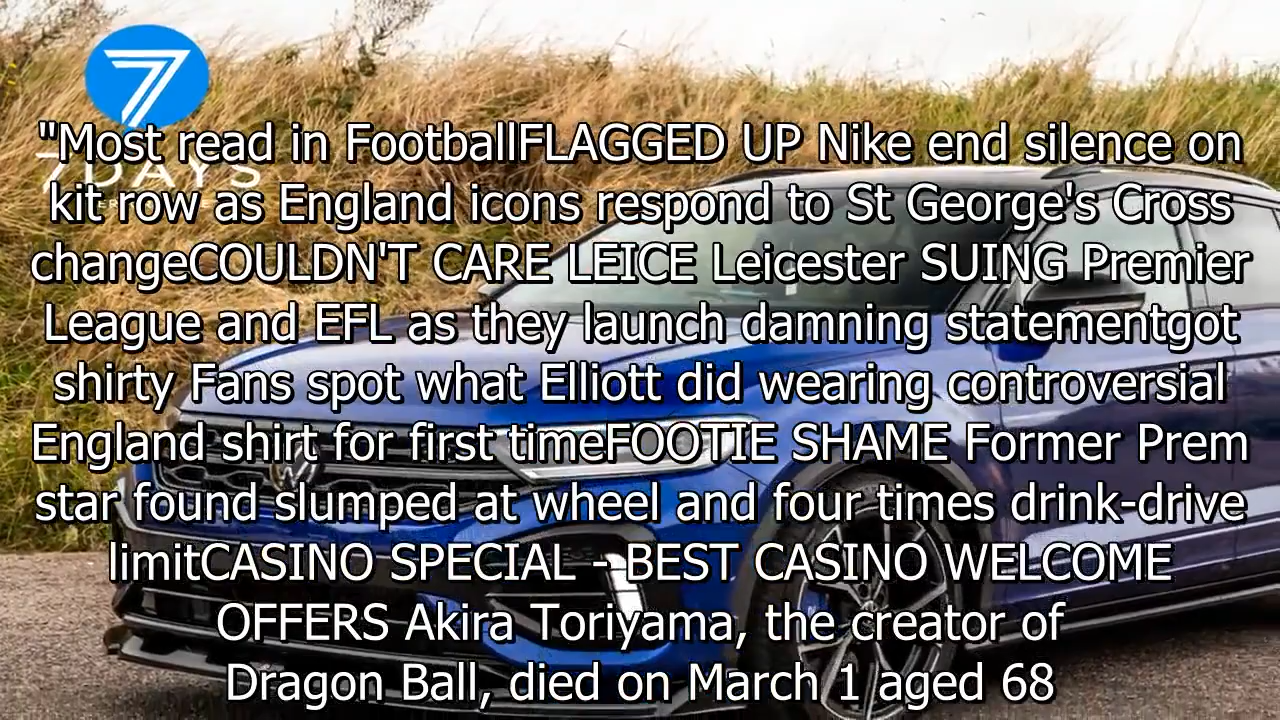 7
7DAYS
"Most read in FootballFLAGGED UP Nike end silence on
kit row as England icons respond to St George's Cross
changeCOULDN'T CARE LEICE Leicester SUING Premier
League and EFL as they launch damning statementgot
shirty Fans spot what Elliott did wearing controversial
England shirt for first timeFOOTIE SHAME Former Prem
star found slumped at wheel and four times drink-drive
limitCASINO SPECIAL - BEST CASINO WELCOME
OFFERS Akira Toriyama, the creator of
Dragon Ball, died on March 1 aged 68